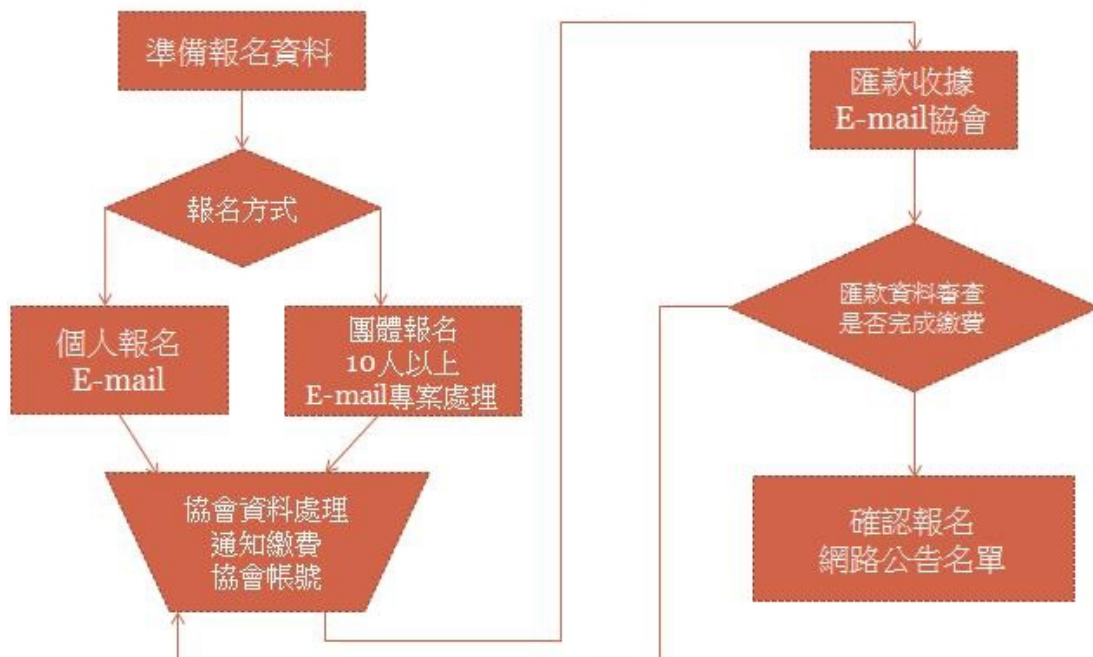 準備報名資料
報名方式
個人報名
E-mail
團體報名
10人以上
E-mail專案處理
協會資料處理
通知繳費
協會帳號
匯款收據
E-mail協會
匯款資料審查
是否完成繳費
確認報名
網路公告名單